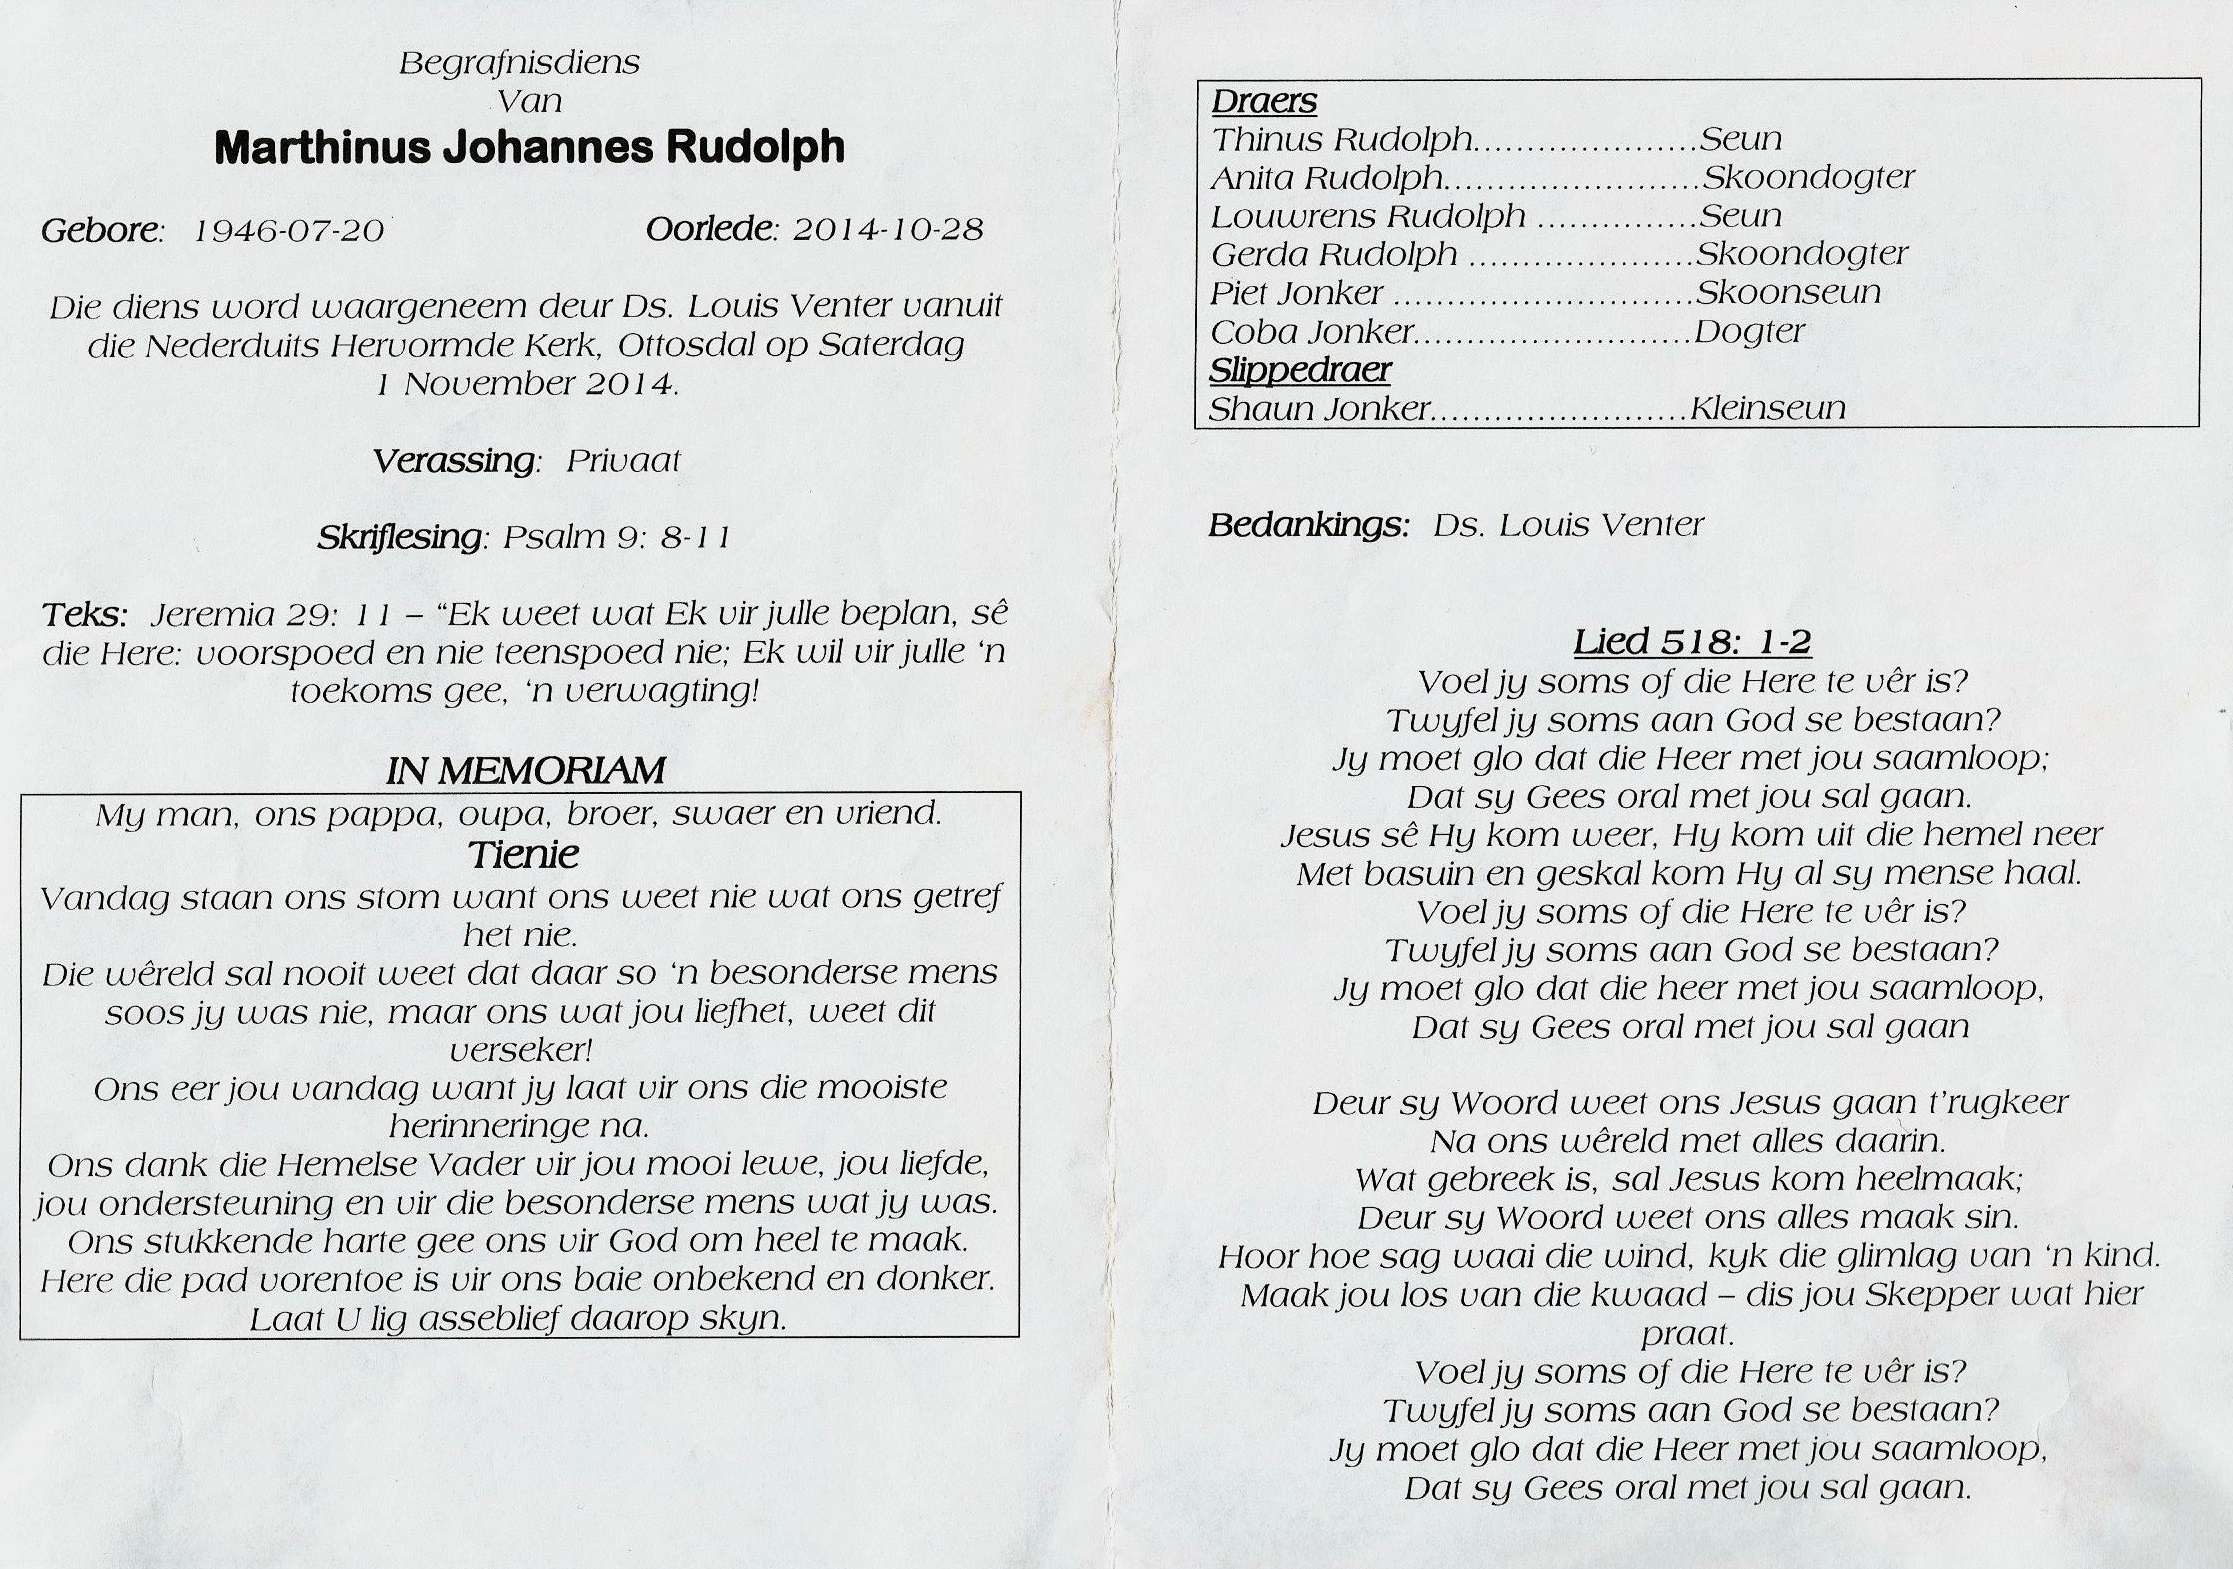 Begrafnisdiens
Van
Marthinus Johannes Rudolph
Gebore: 1946-07-20 Oorlede: 2014-10-28
Die diens word waargeneem deur Ds. Louis Venter vanuit
die Nederduits Hervormde Kerk, Ottosdal op Saterdag
1 November 2014.
Verassing: Privaat
Skriflesing: Psalm 9: 8-11
Teks: Jeremia 29: 11 – “Ek weet wat Ek vir julle beplan, sê
die Here: voorspoed en nie teenspoed nie; Ek wil vir julle ‘n
toekoms gee, ‘n verwagting!
IN MEMORIAM
My man, ons pappa, oupa, broer, swaer en vriend.
Tienie
Vandag staan ons stom want ons weet nie wat ons getref
het nie.
Die wêreld sal nooit weet dat daar so ‘n besonderse mens
soos jy was nie, maar ons wat jou liefhet, weet dit
verseker!
Ons eer jou vandag want jy laat vir ons die mooiste
herinneringe na.
Ons dank die Hemelse Vader vir jou mooi lewe, jou liefde,
jou ondersteuning en vir die besonderse mens wat jy was.
Ons stukkende harte gee ons vir God om heel te maak.
Here die pad vorentoe is vir ons baie onbekend en donker.
Laat U lig asseblief daarop skyn.
Draers
Thinus Rudolph.....................Seun
Anita Rudolph........................Skoondogter
Louwrens Rudolph ...............Seun
Gerda Rudolph .....................Skoondogter
Piet Jonker ............................Skoonseun
Coba Jonker..........................Dogter
Slippedraer
Shaun Jonker........................Kleinseun
Bedankings: Ds. Louis Venter
Lied 518: 1-2
Voel jy soms of die Here te vêr is?
Twyfel jy soms aan God se bestaan?
Jy moet glo dat die Heer met jou saamloop;
Dat sy Gees oral met jou sal gaan.
Jesus sê Hy kom weer, Hy kom uit die hemel neer
Met basuin en geskal kom Hy al sy mense haal.
Voel jy soms of die Here te vêr is?
Twyfel jy soms aan God se bestaan?
Jy moet glo dat die heer met jou saamloop,
Dat sy Gees oral met jou sal gaan
Deur sy Woord weet ons Jesus gaan t’rugkeer
Na ons wêreld met alles daarin.
Wat gebreek is, sal Jesus kom heelmaak;
Deur sy Woord weet ons alles maak sin.
Hoor hoe sag waai die wind, kyk die glimlag van ‘n kind.
Maak jou los van die kwaad – dis jou Skepper wat hier
praat.
Voel jy soms of die Here te vêr is?
Twyfel jy soms aan God se bestaan?
Jy moet glo dat die Heer met jou saamloop,
Dat sy Gees oral met jou sal gaan.